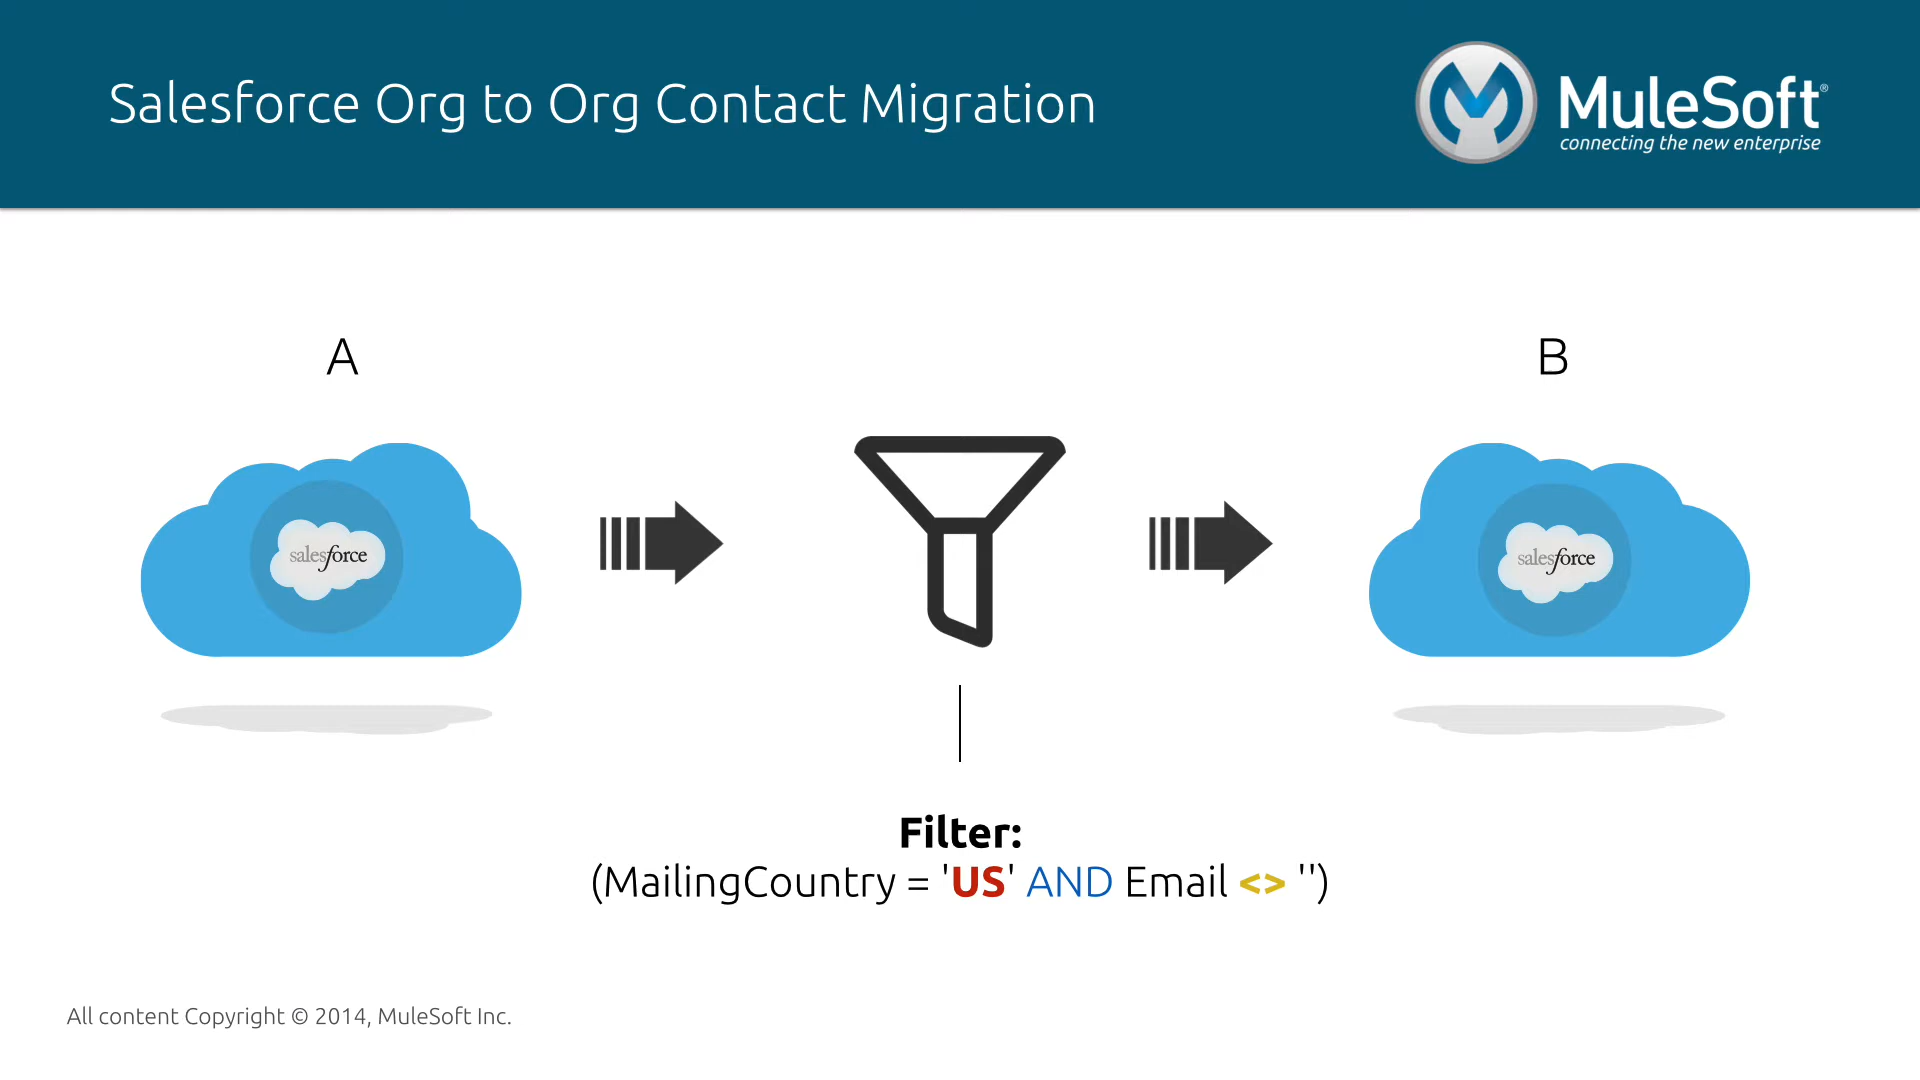 Salesforce Org to Org Contact Migration
MuleSoft®
connecting the new enterprise
A
B
salesforce
salesforce
Filter:
(MailingCountry = 'US' AND Email <> '')
All content Copyright © 2014, MuleSoft Inc.